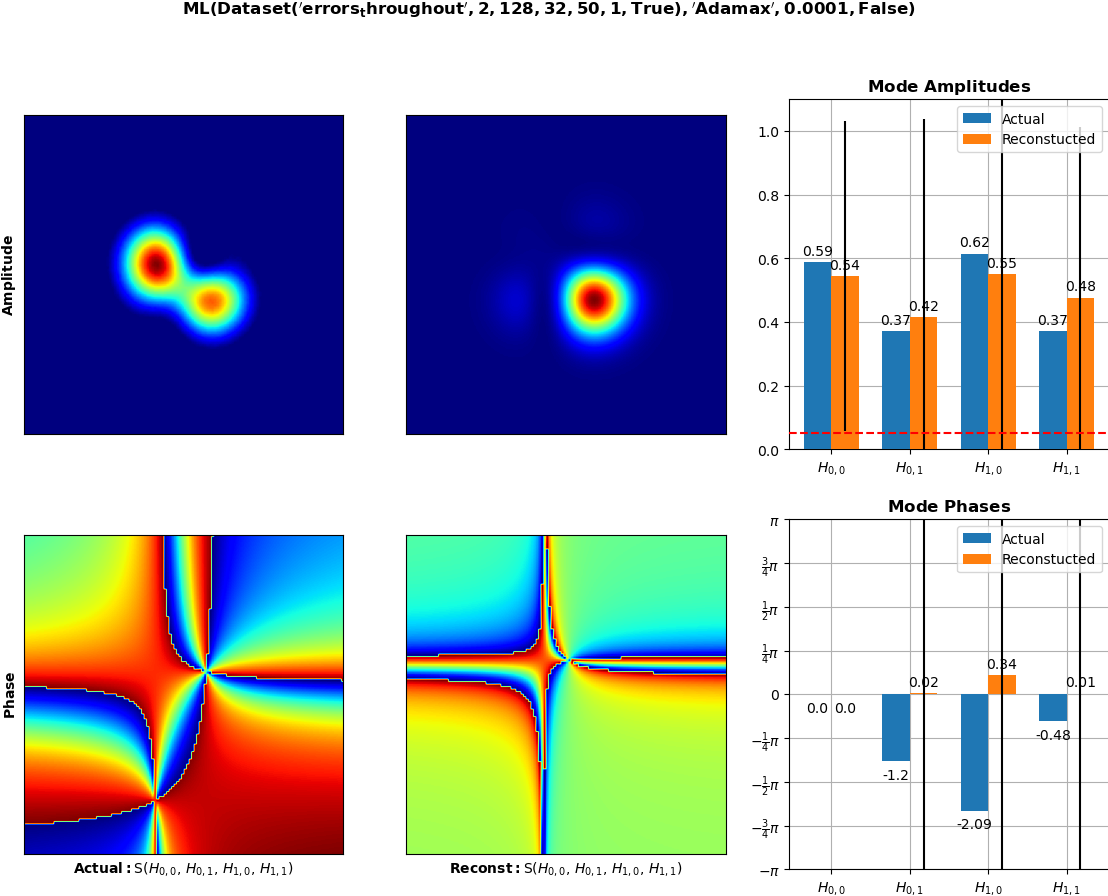 ML(Dataset('errors_throughout', 2, 128, 32, 50, 1, True), 'Adamax', 0.0001, False)
Mode Amplitudes
Amplitude
Actual
Reconstucted
1.0
0.8
0.6
0.4
0.2
0.0
0.59
0.54
0.37
0.42
0.62
0.55
0.37
0.48
H0,0
H0,1
H1,0
H1,1
Mode Phases
Phase
Actual
Reconstucted
π
3/4π
1/2π
1/4π
0
−1/4π
−1/2π
−3/4π
−π
0.0
0.0
-1.2
0.02
-2.09
0.34
-0.48
0.01
H0,0
H0,1
H1,0
H1,1
Actual: S(H0,0, H0,1, H1,0, H1,1)
Reconst: S(H0,0, H0,1, H1,0, H1,1)